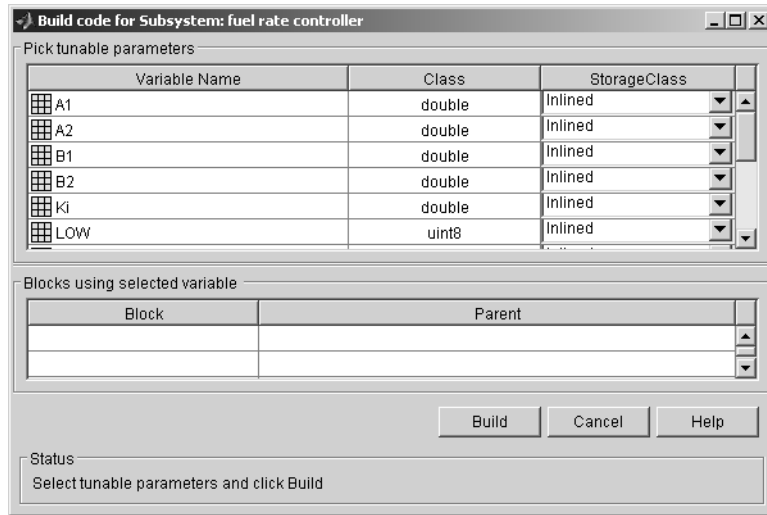 Build code for Subsystem: fuel rate controller
Pick tunable parameters
Variable Name Class StorageClass
A1 double Inlined
A2 double Inlined
B1 double Inlined
B2 double Inlined
Ki double Inlined
LOW uint8 Inlined
Blocks using selected variable
Block Parent
Build Cancel Help
Status
Select tunable parameters and click Build